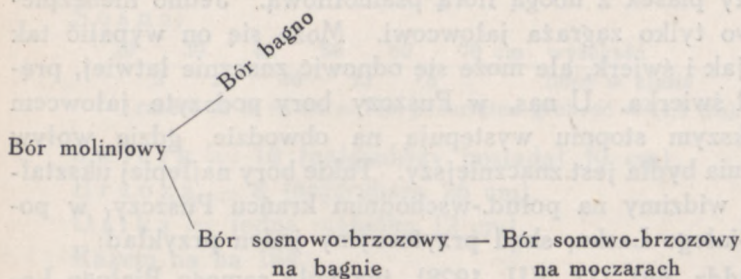 Bór bagno
Bór molinjowy
Bór sosnowo-brzozowy — Bór sonowo-brzozowy
na bagnie na moczarach